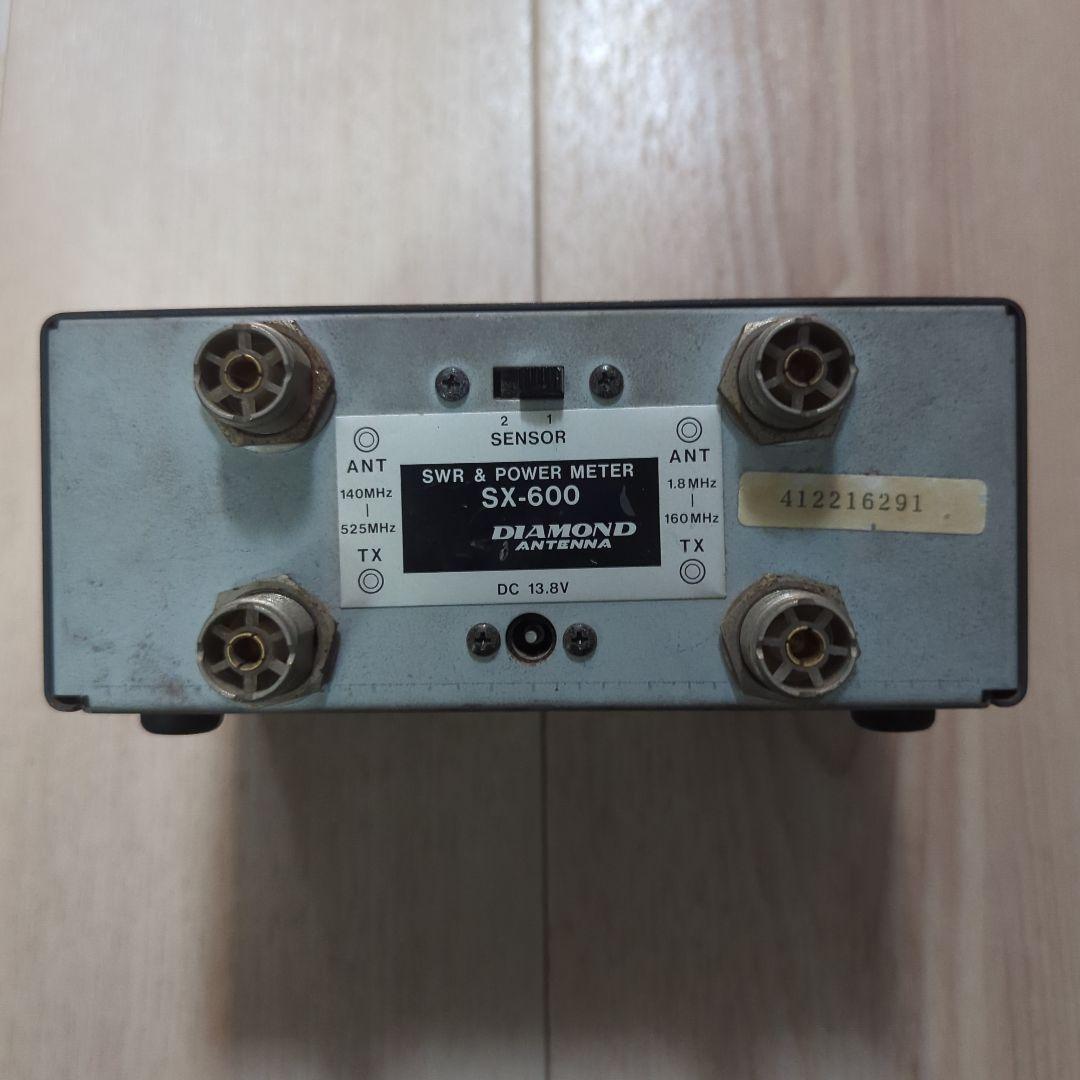 2 1
SENSOR
ANT
140MHz
|
525MHz
TX
SWR & POWER METER
SX-600
DIAMOND
ANTENNA
DC 13.8V
ANT
1.8MHz
|
160MHz
TX
412216291